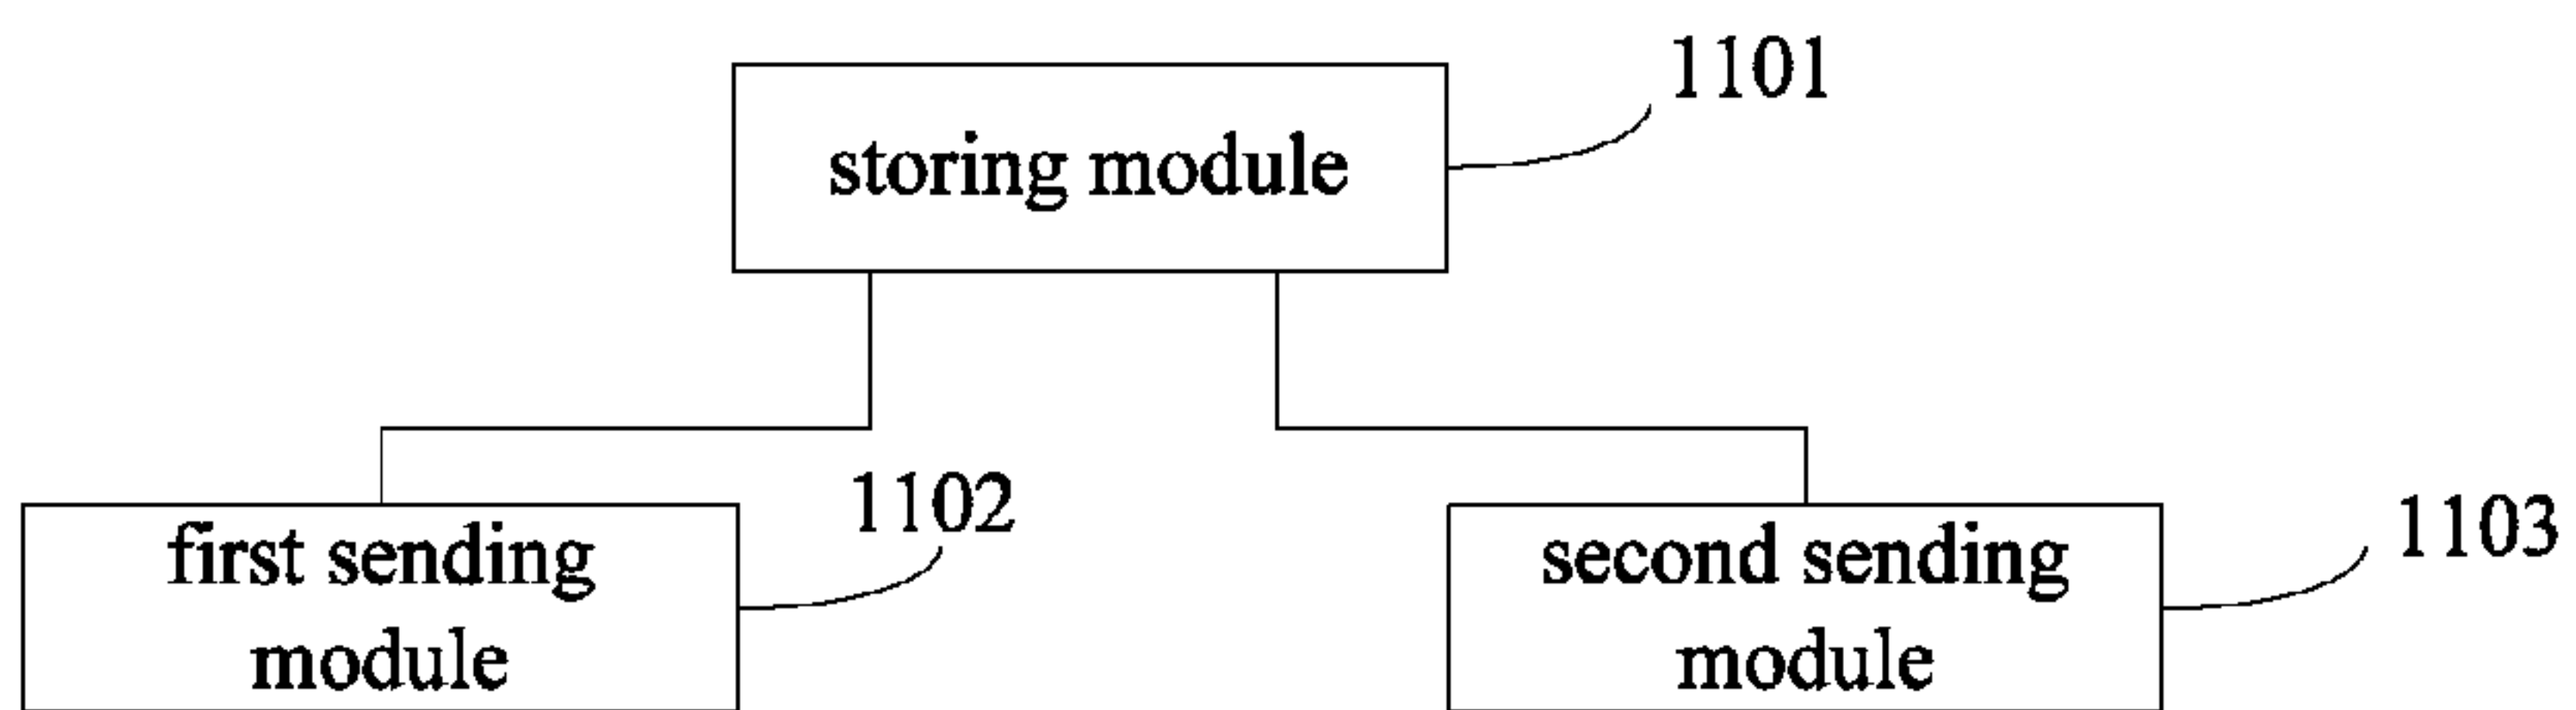 1101
storing module
1102
first sending
module
1103
second sending
module